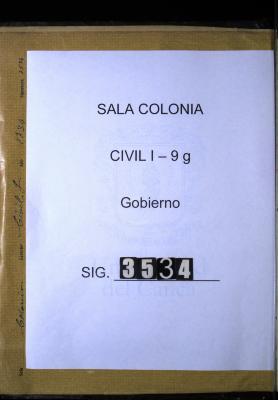 SALA COLONIA
CIVIL I – 9 g
Gobierno
SIG. 3534